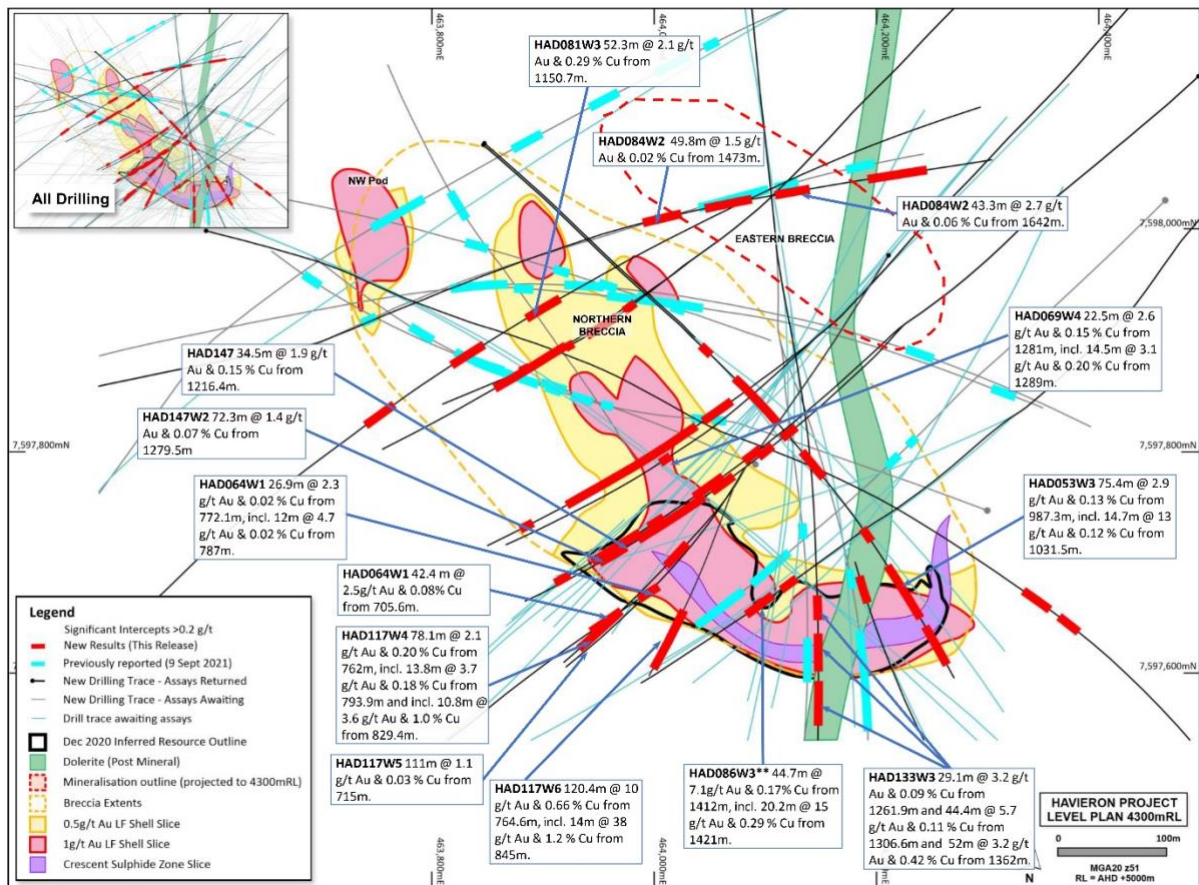 All Drilling
463,800mE
464,000mE
464,200mE
464,400mE
HAD081W3 52.3m @ 2.1 g/t
Au & 0.29 % Cu from
1150.7m.
HAD084W2 49.8m @ 1.5 g/t
Au & 0.02 % Cu from 1473m.
NW Pod
HAD084W2 43.3m @ 2.7 g/t
Au & 0.06 % Cu from 1642m.
7,598,000mN
7,598,000mN
EASTERN BRECCIA
NORTHERN
BRECCIA
HAD069W4 22.5m @ 2.6
g/t Au & 0.15 % Cu from
1281m, incl. 14.5m @ 3.1
g/t Au & 0.20 % Cu from
1289m.
HAD147 34.5m @ 1.9 g/t
Au & 0.15 % Cu from
1216.4m.
HAD147W2 72.3m @ 1.4 g/t
Au & 0.07 % Cu from
1279.5m
7,597,800mN
7,597,800mN
HAD064W1 26.9m @ 2.3
g/t Au & 0.02 % Cu from
772.1m, incl. 12m @ 4.7
g/t Au & 0.02 % Cu from
787m.
HAD053W3 75.4m @ 2.9
g/t Au & 0.13 % Cu from
987.3m, incl. 14.7m @ 13
g/t Au & 0.12 % Cu from
1031.5m.
HAD064W1 42.4 m @
2.5g/t Au & 0.08% Cu
from 705.6m.
HAD117W4 78.1m @ 2.1
g/t Au & 0.20 % Cu from
762m, incl. 13.8m @ 3.7
g/t Au & 0.18 % Cu from
793.9m and incl. 10.8m @
3.6 g/t Au & 1.0 % Cu
from 829.4m.
7,597,600mN
HAD117W5 111m @ 1.1
g/t Au & 0.03 % Cu from
715m.
HAD117W6 120.4m @ 10
g/t Au & 0.66 % Cu from
764.6m, incl. 14m @ 38
g/t Au & 1.2 % Cu from
845m.
HAD086W3** 44.7m @
7.1g/t Au & 0.17% Cu from
1412m, incl. 20.2m @ 15
g/t Au & 0.29 % Cu from
1421m.
HAD133W3 29.1m @ 3.2 g/t
Au & 0.09 % Cu from
1261.9m and 44.4m @ 5.7
g/t Au & 0.11 % Cu from
1306.6m and 52m @ 3.2 g/t
Au & 0.42 % Cu from 1362m.
Legend
Significant Intercepts >0.2 g/t
New Results (This Release)
Previously reported (9 Sept 2021)
New Drilling Trace - Assays Returned
New Drilling Trace - Assays Awaiting
Drill trace awaiting assays
Dec 2020 Inferred Resource Outline
Dolerite (Post Mineral)
Mineralisation outline (projected to 4300mRL)
Breccia Extents
0.5g/t Au LF Shell Slice
1g/t Au LF Shell Slice
Crescent Sulphide Zone Slice
463,800mE
464,000mE
464,200mE
HAVIERON PROJECT
LEVEL PLAN 4300mRL
0 100m
MGA20 z51
RL = AHD +5000m
N